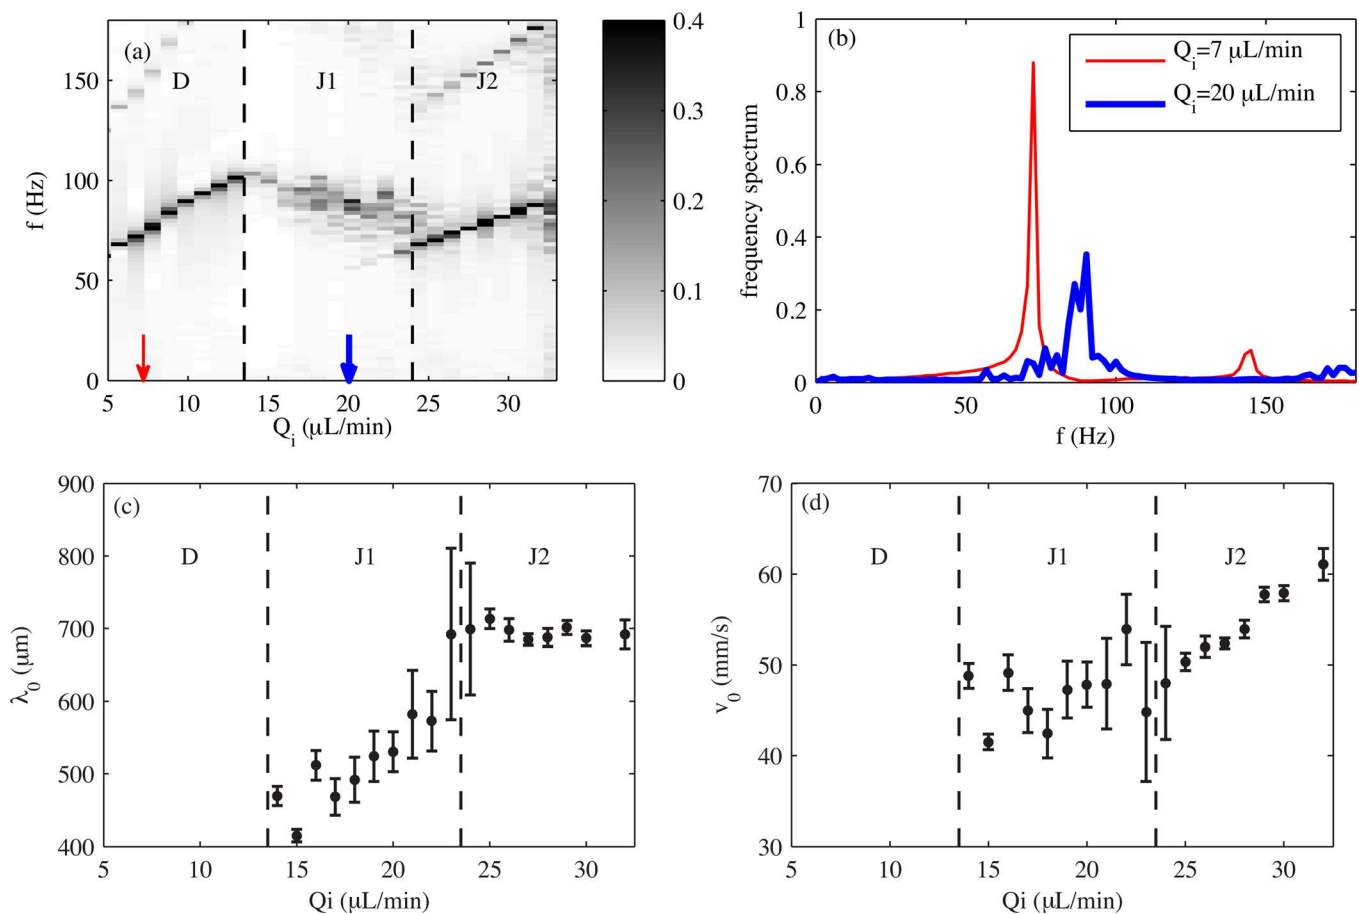 (a)
D
J1
J2
150
100
50
0
f (Hz)
5
10
15
20
25
30
Q_i (μL/min)
0.4
0.3
0.2
0.1
0
(b)
Q_i=7 μL/min
Q_i=20 μL/min
1
0.8
0.6
0.4
0.2
0
frequency spectrum
0
50
100
150
f (Hz)
(c)
D
J1
J2
900
800
700
600
500
400
λ_0 (μm)
5
10
15
20
25
30
Qi (μL/min)
(d)
D
J1
J2
70
60
50
40
30
v_0 (mm/s)
5
10
15
20
25
30
Qi (μL/min)